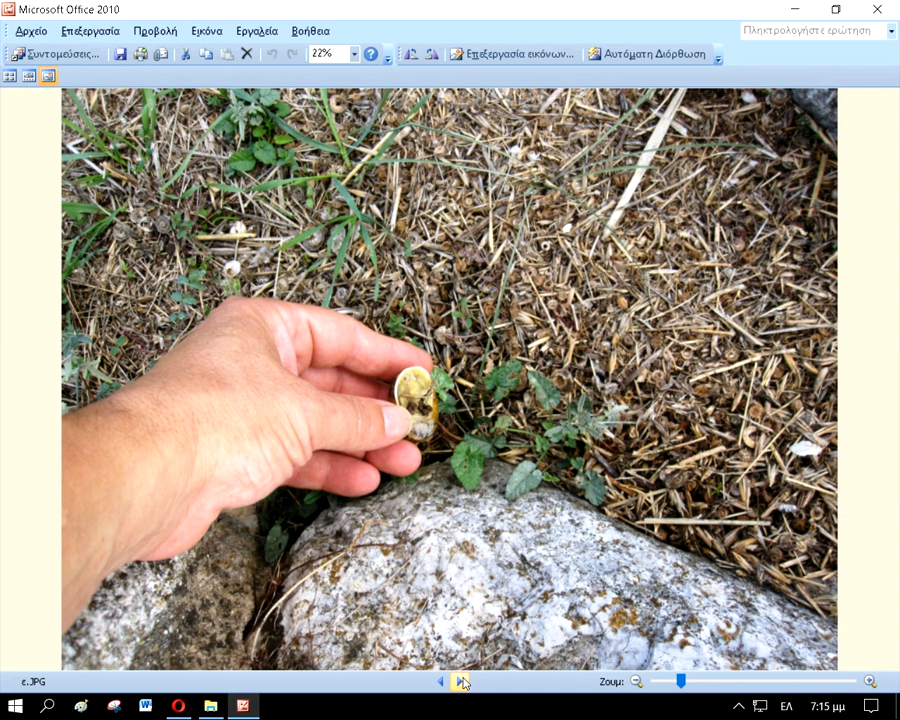 Microsoft Office 2010
Αρχείο Επεξεργασία Προβολή Εικόνα Εργαλεία Βοήθεια
Πληκτρολογήστε ερώτηση
Συντομεύσεις... 22% Επεξεργασία εικόνων... Αυτόματη Διόρθωση
ε.JPG Ζουμ:
ΕΛ 7:15 μμ